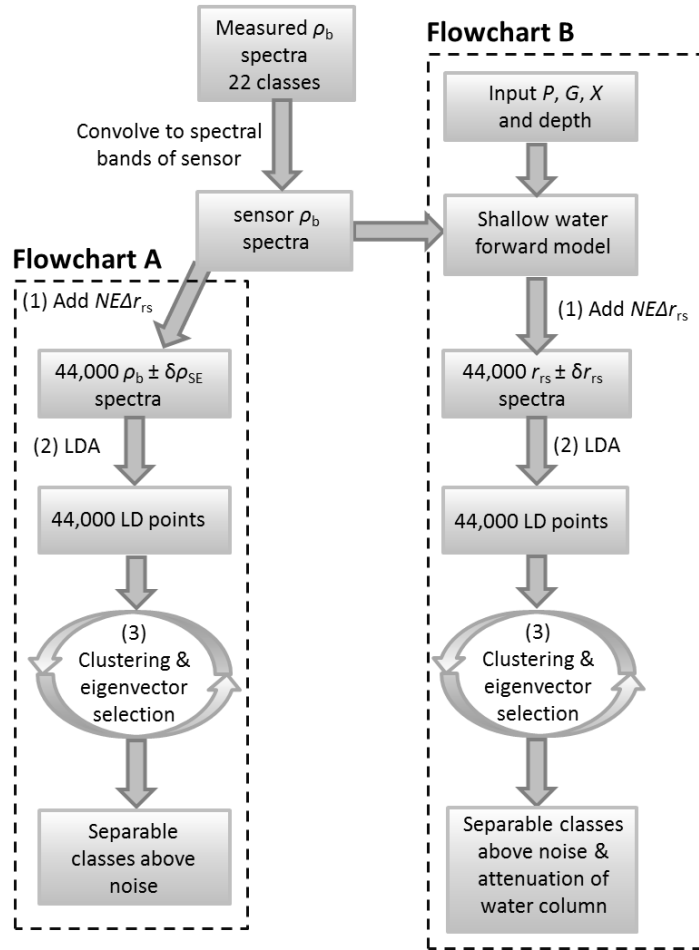 Measured ρb
spectra
22 classes
Convolve to spectral
bands of sensor
sensor ρb
spectra
Flowchart A
(1) Add NEΔrrs
44,000 ρb ± δρSE
spectra
(2) LDA
44,000 LD points
(3)
Clustering &
eigenvector
selection
Separable
classes above
noise
Flowchart B
Input P, G, X
and depth
Shallow water
forward model
(1) Add NEΔrrs
44,000 rrs ± δrrs
spectra
(2) LDA
44,000 LD points
(3)
Clustering &
eigenvector
selection
Separable classes
above noise &
attenuation of
water column